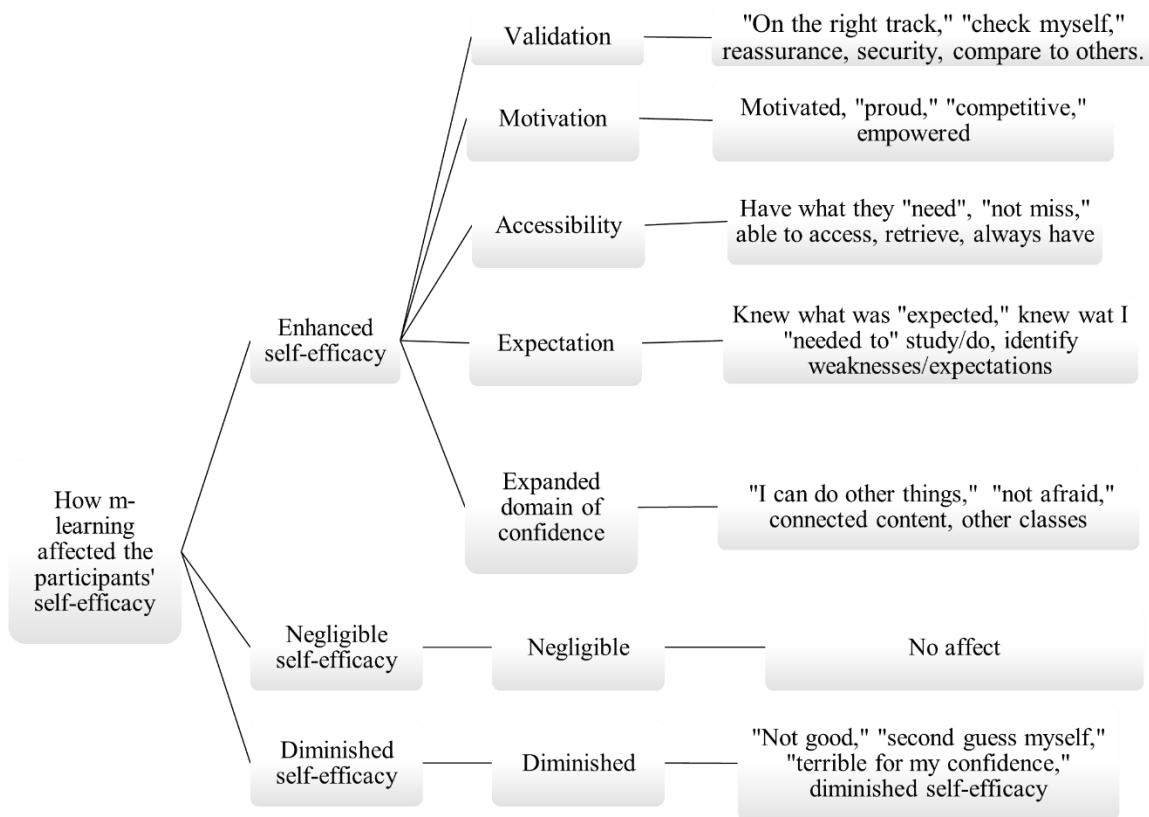 Validation
"On the right track," "check myself,"
reassurance, security, compare to others.
Motivation
Motivated, "proud," "competitive,"
empowered
Accessibility
Have what they "need", "not miss,"
able to access, retrieve, always have
Enhanced
self-efficacy
Expectation
Knew what was "expected," knew wat I
"needed to" study/do, identify
weaknesses/expectations
Expanded
domain of
confidence
"I can do other things,"  "not afraid,"
connected content, other classes
How m-
learning
affected the
participants'
self-efficacy
Negligible
self-efficacy
Negligible
No affect
Diminished
self-efficacy
Diminished
"Not good," "second guess myself,"
"terrible for my confidence,"
diminished self-efficacy